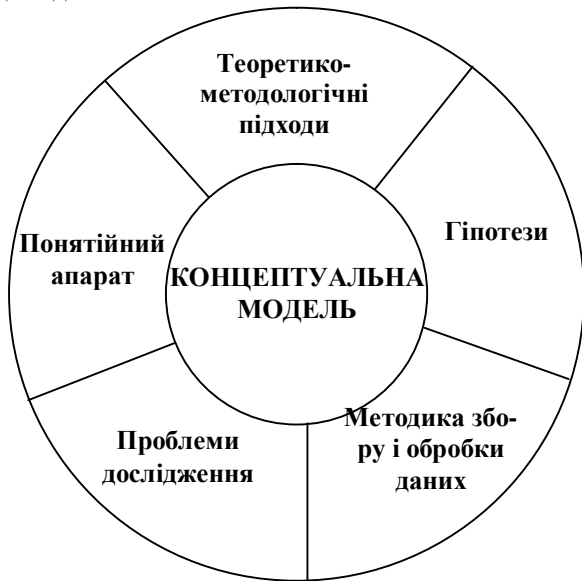 Теоретико-
методологічні
підходи
Понятійний
апарат
КОНЦЕПТУАЛЬНА
МОДЕЛЬ
Гіпотези
Проблеми
дослідження
Методика збо-
ру і обробки
даних